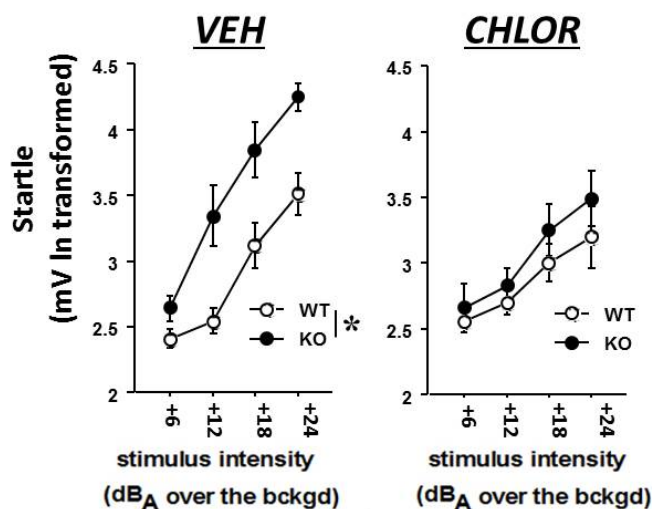 VEH
CHLOR
Startle
(mV ln transformed)
4.5
4
3.5
3
2.5
2
WT
KO
*
+6
+12
+18
+24
stimulus intensity
(dBA over the bckgd)
4.5
4
3.5
3
2.5
2
WT
KO
+6
+12
+18
+24
stimulus intensity
(dBA over the bckgd)